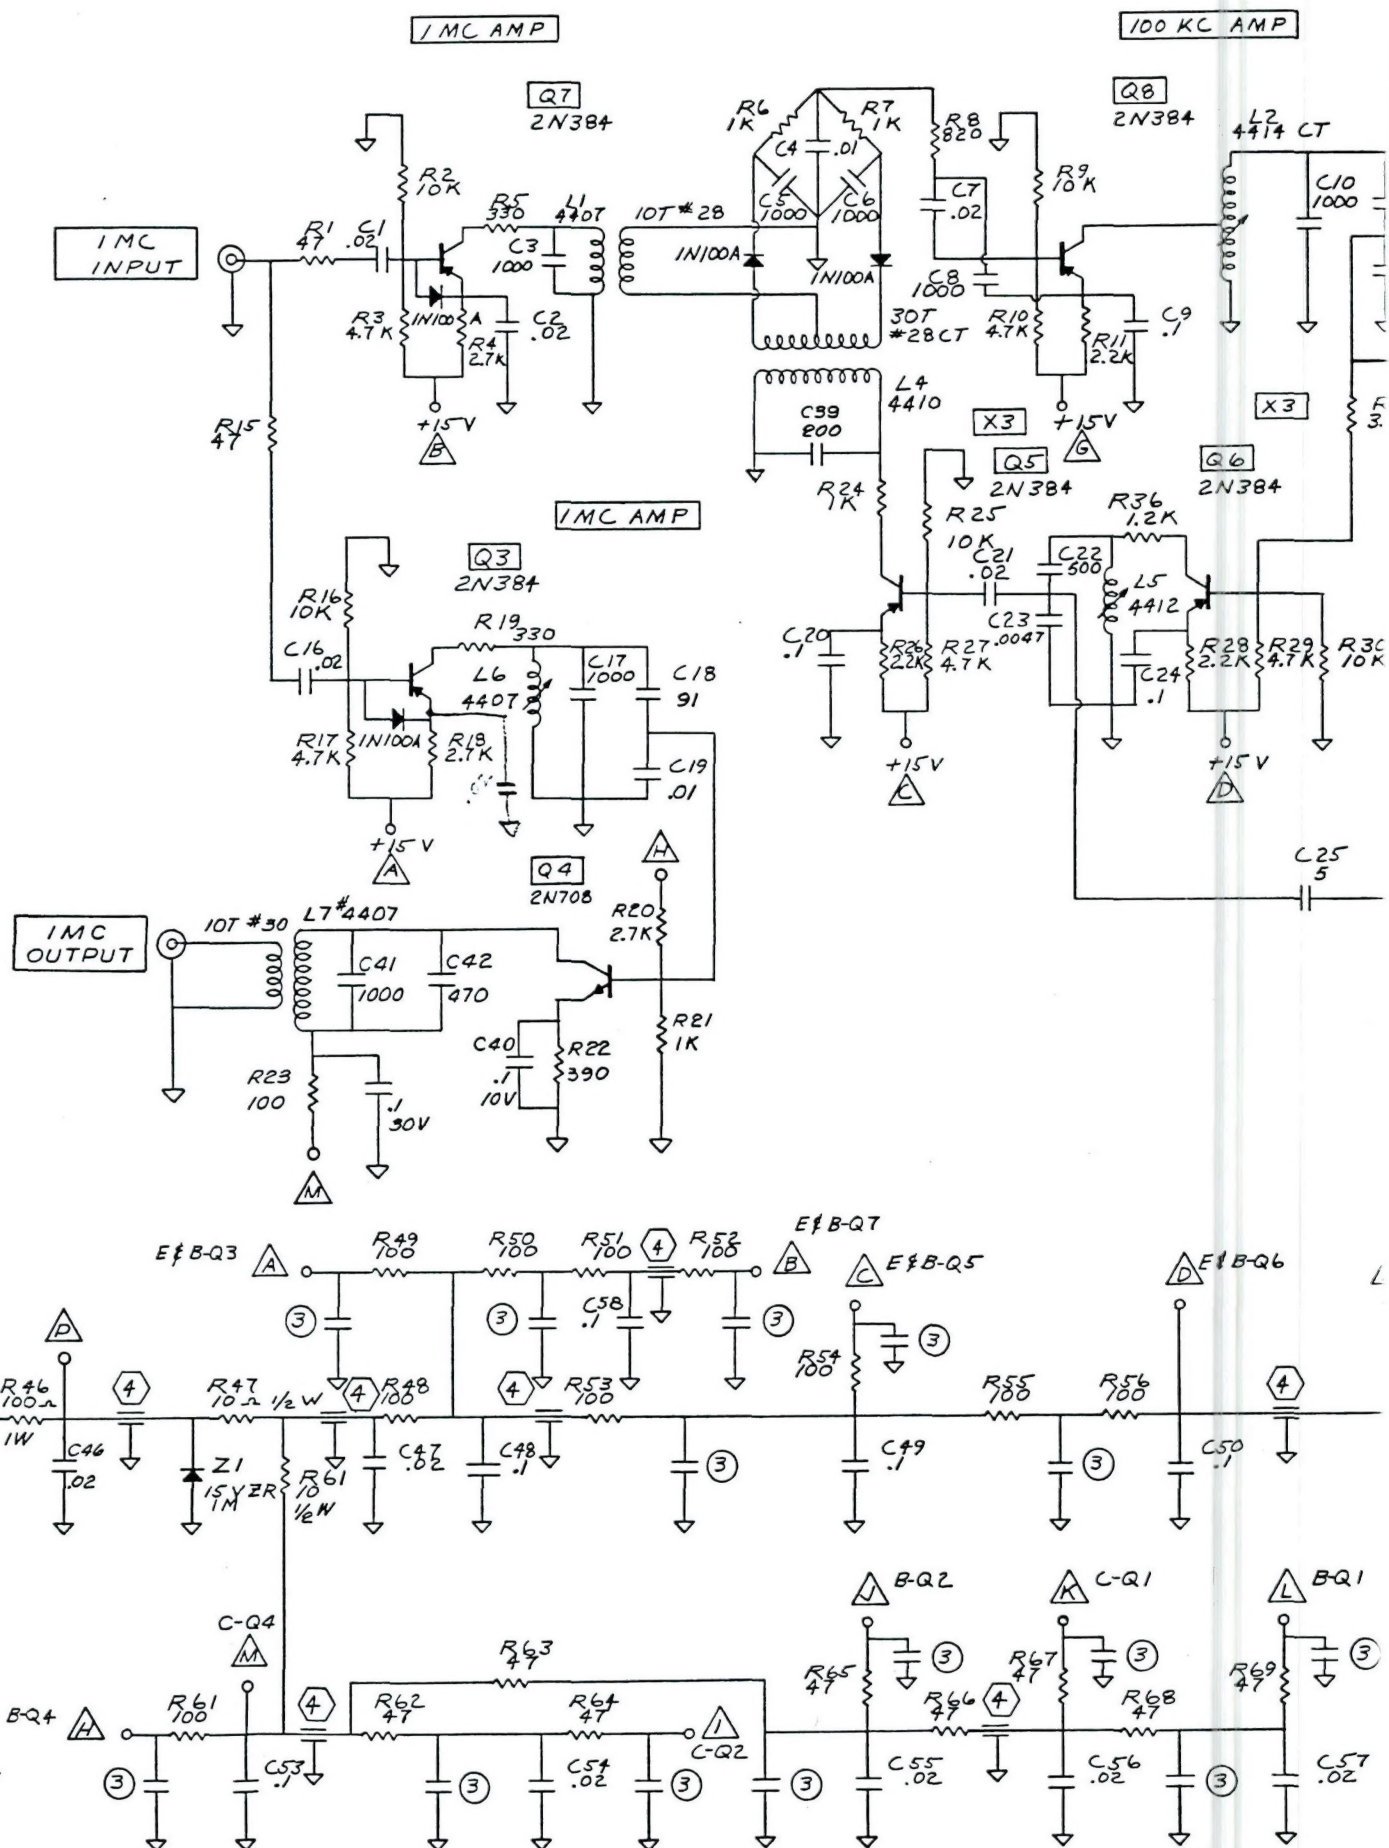 1 MC AMP
100 KC AMP
Q7
2N384
Q8
2N384
R6
1K
R7
1K
C4
.01
R8
820
L2
4414 CT
R2
10K
R5
330
L1
4407
10T #28
C5
1000
C6
1000
C7
.02
R9
10K
C10
1000
1 MC
INPUT
R1
47
C1
.02
C3
1000
1N100A
1N100A
C8
1000
R3
4.7K
1N100 A
R4
2.7K
C2
.02
30T
#28CT
R10
4.7K
R11
2.2K
C9
.1
+15V
B
L4
4410
C39
200
X3
+15V
G
X3
R15
47
R24
1K
Q5
2N384
Q6
2N384
R25
10K
R36
1.2K
1MC AMP
Q3
2N384
C21
.02
C22
500
L5
4412
R16
10K
R19
330
C20
.1
R26
2.2K
R27
4.7K
C23
.0047
C24
.1
R28
2.2K
R29
4.7K
R30
10K
C16
.02
L6
4407
C17
1000
C18
91
R17
4.7K
1N100A
R18
2.7K
C19
.01
+15V
C
+15V
D
+15V
A
H
Q4
2N708
C25
5
1MC
OUTPUT
10T #30
L7 #4407
R20
2.7K
C41
1000
C42
470
R21
1K
C40
.1
10V
R22
390
R23
100
.1
30V
M
E & B-Q3
A
R49
100
R50
100
R51
100
4
R52
100
E & B-Q7
B
C
E & B-Q5
D
E & B-Q6
3
3
C58
.1
3
3
P
R54
100
R46
100Ω
1W
4
R47
10Ω 1/2 W
4
R48
100
4
R53
100
R55
100
R56
100
4
C46
.02
Z1
15V ZR
1M
R61
10
1/2 W
C47
.02
C48
.1
3
C49
.1
3
C50
.1
J
B-Q2
K
C-Q1
L
B-Q1
C-Q4
M
R63
47
R65
47
3
R67
47
3
R69
47
3
B-Q4
H
R61
100
4
R62
47
R64
47
1
C-Q2
R66
47
4
R68
47
3
C53
.1
3
C54
.02
3
3
C55
.02
C56
.02
3
C57
.02